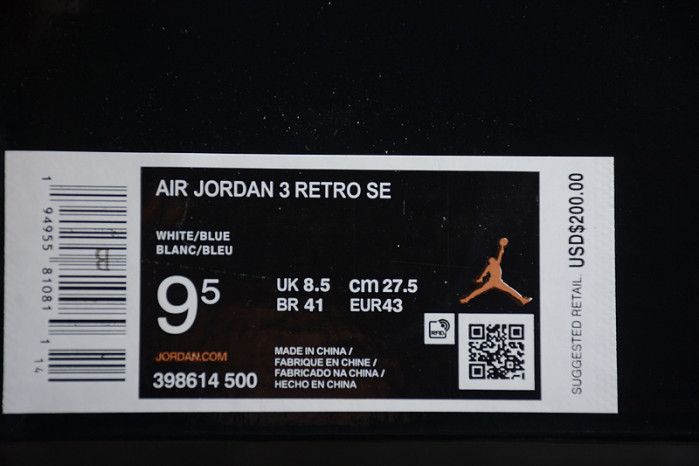 AIR JORDAN 3 RETRO SE
WHITE/BLUE
BLANC/BLEU
9⁵
UK 8.5 cm 27.5
BR 41 EUR43
JORDAN.COM
398614 500
MADE IN CHINA /
FABRIQUE EN CHINE /
FABRICADO NA CHINA /
HECHO EN CHINA
RFID
SUGGESTED RETAIL USD$200.00
1 94955 81081 1 14